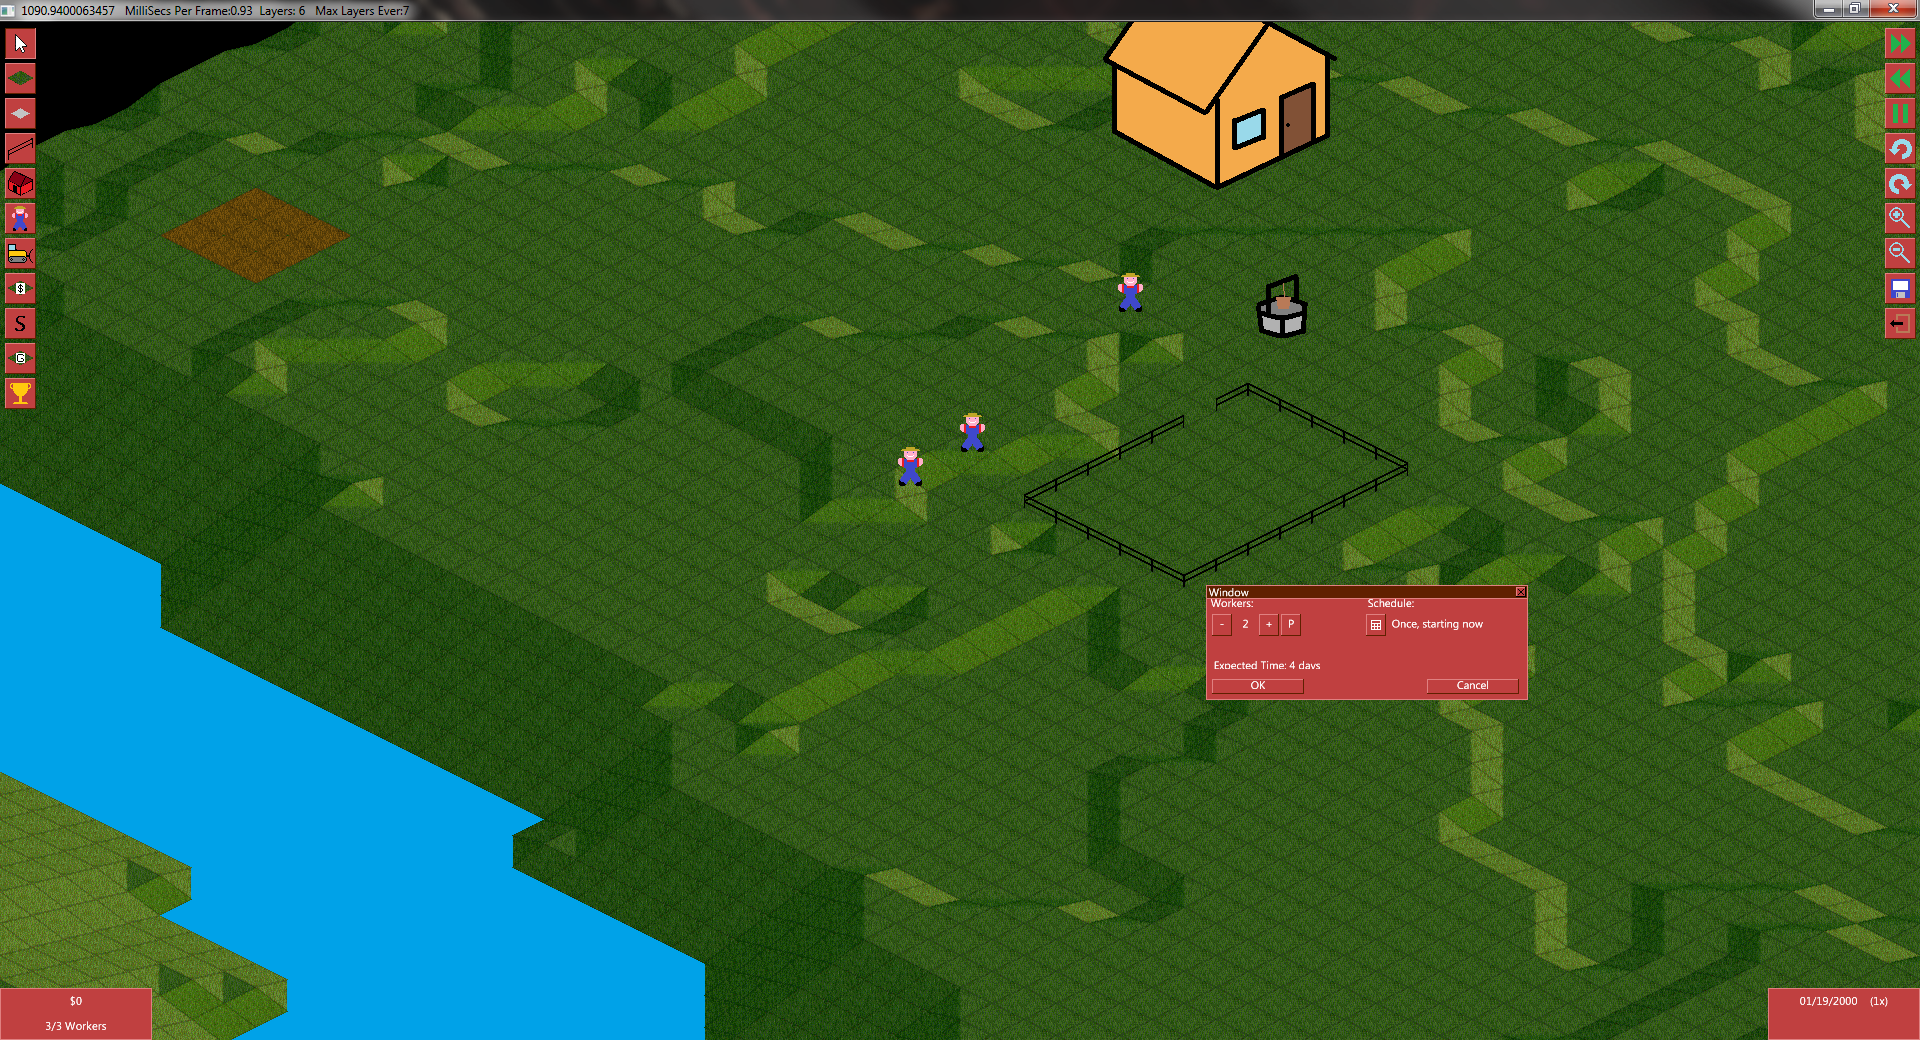 1090.9400063457 MilliSecs Per Frame:0.93 Layers: 6 Max Layers Ever:7
$
S
G
Window
Workers: Schedule:
- 2 + P Once, starting now
Expected Time: 4 days
OK Cancel
$0
3/3 Workers
01/19/2000 (1x)